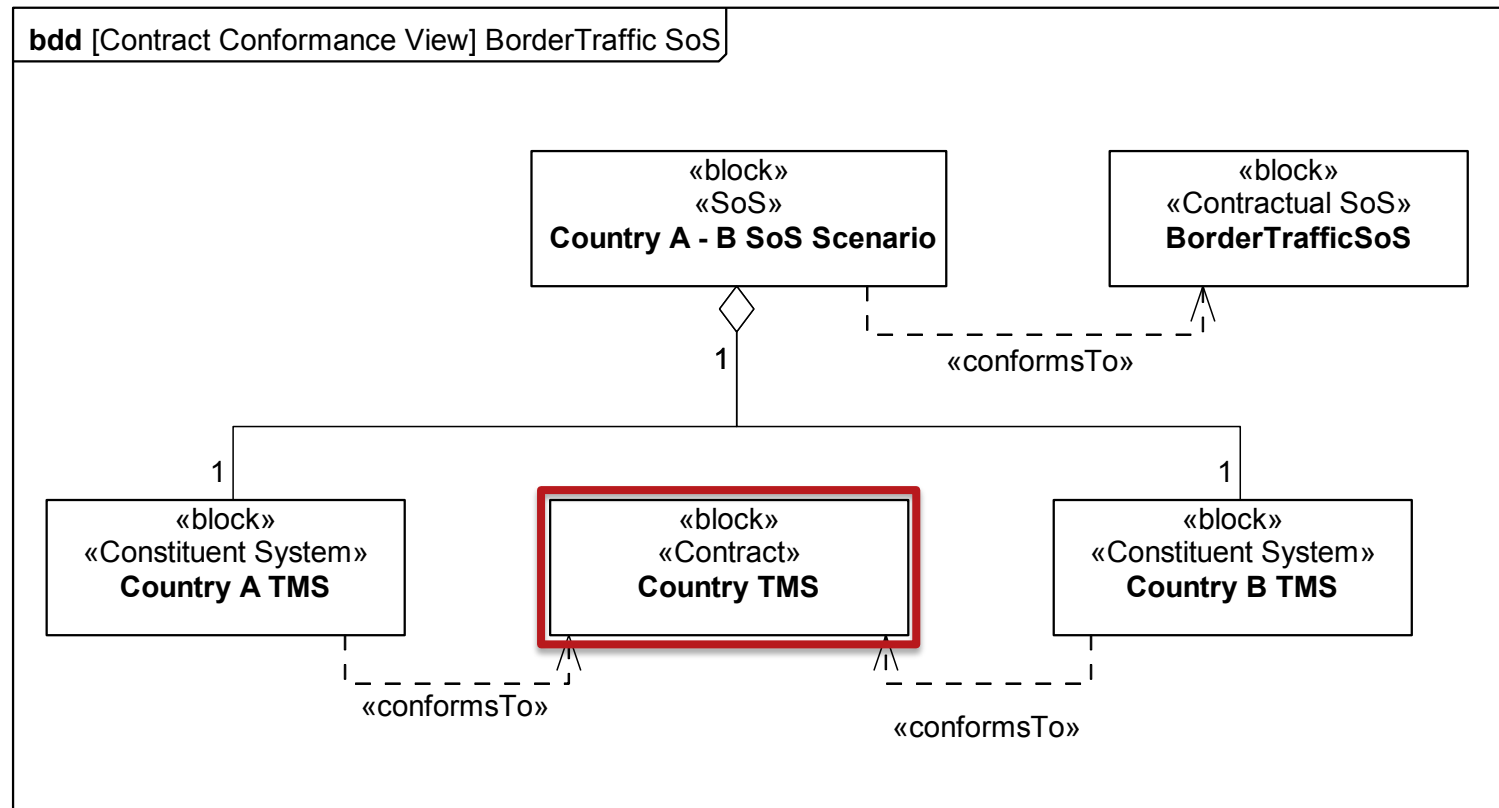 bdd [Contract Conformance View] BorderTraffic SoS
«block»
«SoS»
Country A - B SoS Scenario
«block»
«Contractual SoS»
BorderTrafficSoS
«conformsTo»
1
1
1
«block»
«Constituent System»
Country A TMS
«block»
«Contract»
Country TMS
«block»
«Constituent System»
Country B TMS
«conformsTo»
«conformsTo»